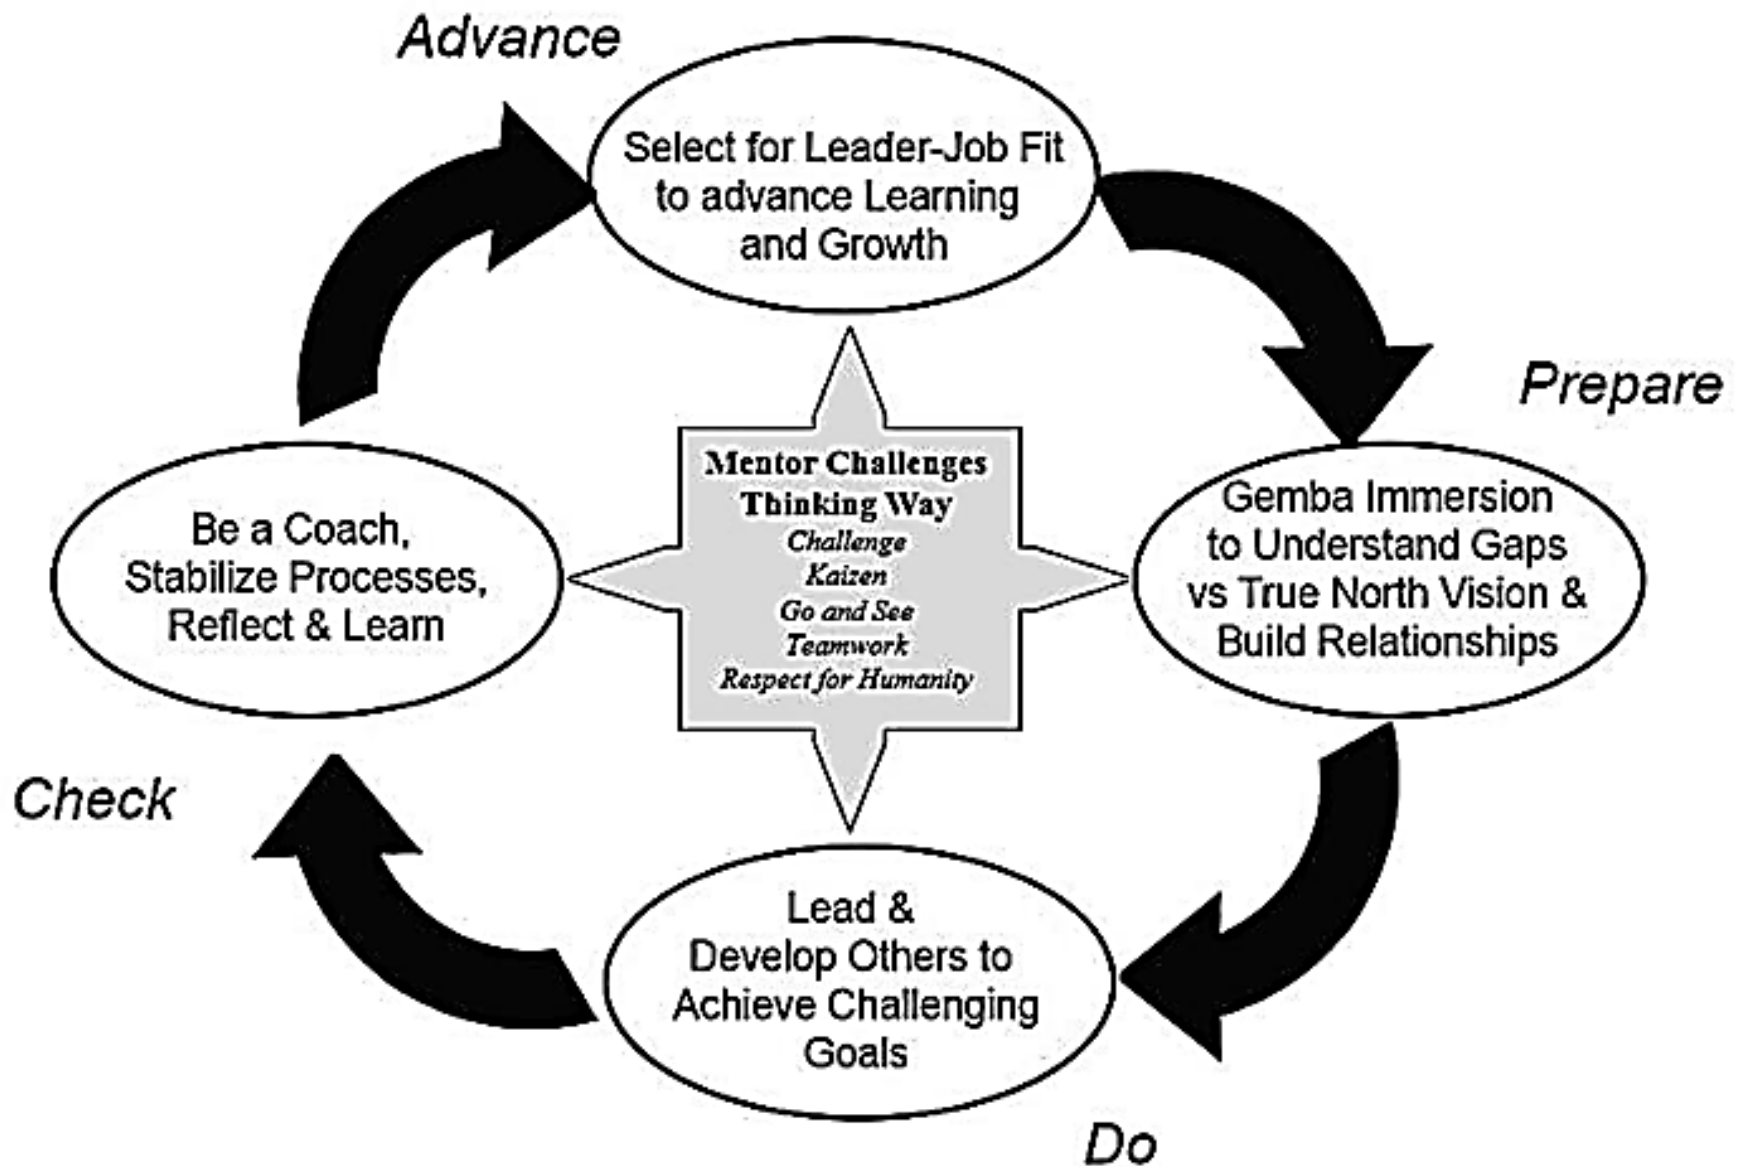 Advance
Select for Leader-Job Fit
to advance Learning
and Growth
Prepare
Gemba Immersion
to Understand Gaps
vs True North Vision &
Build Relationships
Mentor Challenges
Thinking Way
Challenge
Kaizen
Go and See
Teamwork
Respect for Humanity
Be a Coach,
Stabilize Processes,
Reflect & Learn
Check
Lead &
Develop Others to
Achieve Challenging
Goals
Do